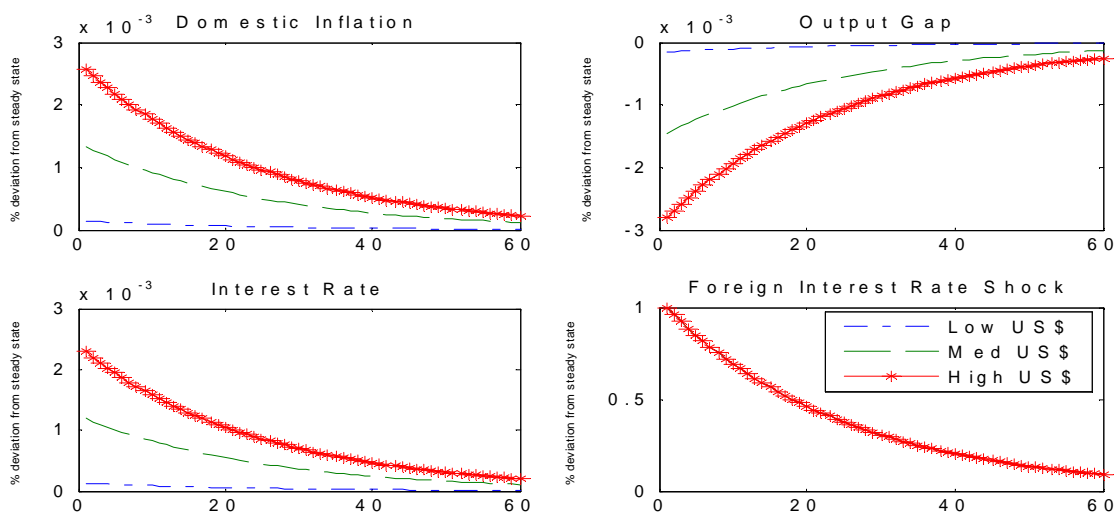 x 10⁻³ Domestic Inflation
% deviation from steady state
3
2
1
0
0 20 40 60
x 10⁻³ Output Gap
% deviation from steady state
0
-1
-2
-3
0 20 40 60
x 10⁻³ Interest Rate
% deviation from steady state
3
2
1
0
0 20 40 60
Foreign Interest Rate Shock
% deviation from steady state
1
0.5
0
0 20 40 60
Low US$
Med US$
High US$